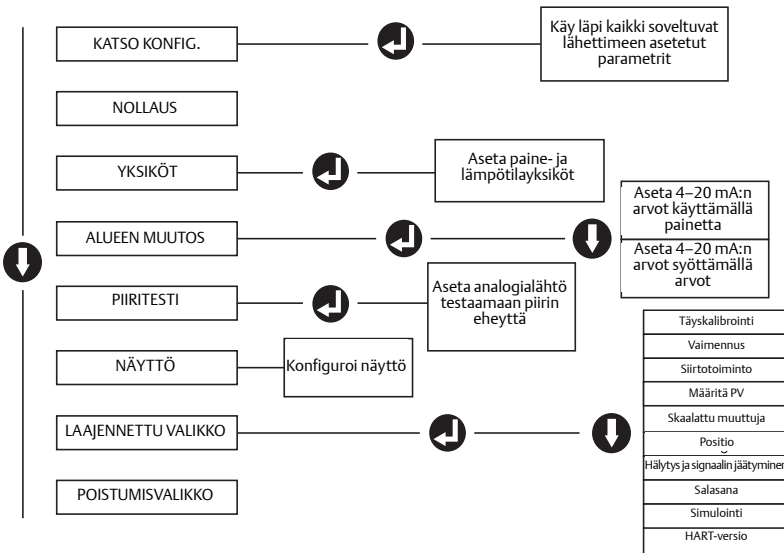 KATSO KONFIG.
Käy läpi kaikki soveltuvat
lähettimeen asetetut
parametrit
NOLLAUS
YKSIKÖT
Aseta paine- ja
lämpötilayksiköt
ALUEEN MUUTOS
Aseta 4–20 mA:n
arvot käyttämällä
painetta
Aseta 4–20 mA:n
arvot syöttämällä
arvot
PIIRITESTI
Aseta analogialähtö
testaamaan piirin
eheyttä
NÄYTTÖ
Konfiguroi näyttö
LAAJENNETTU VALIKKO
Täyskalibrointi
Vaimennus
Siirtotoiminto
Määritä PV
Skaalattu muuttuja
Positio
Hälytys ja signaalin jäätyminen
Salasana
Simulointi
HART-versio
POISTUMISVALIKKO